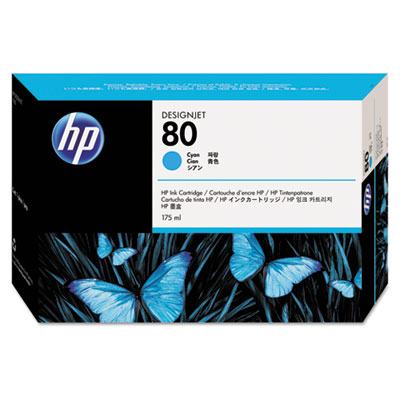 hp
DESIGNJET
80
Cyan 파랑
Cian 青色
シアン
HP Ink Cartridge / Cartouche d'encre HP / HP Tintenpatrone
Cartucho de tinta HP / HP インクカートリッジ / HP 잉크 카트리지
HP 墨盒
175 ml
80